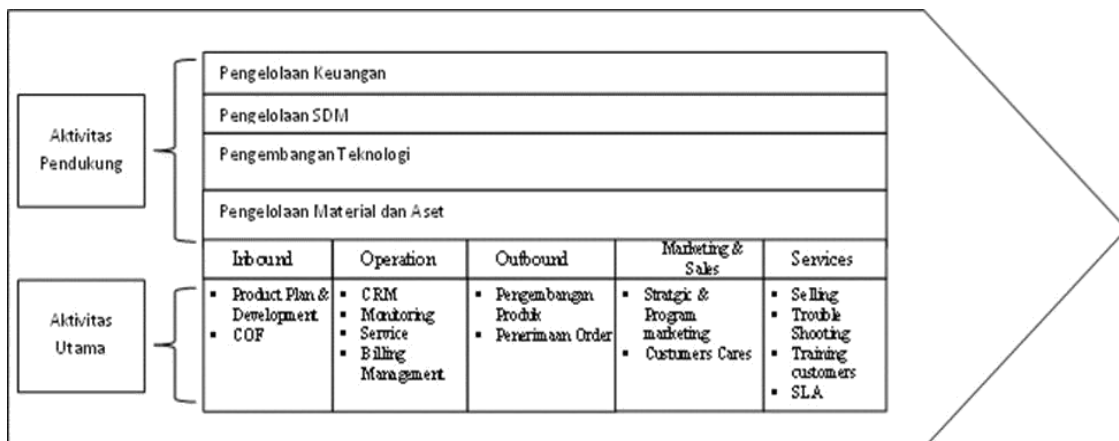 Pengelolaan Keuangan
Pengelolaan SDM
Aktivitas
Pendukung
Pengembangan Teknologi
Pengelolaan Material dan Aset
Inbound
Operation
Outbound
Marketing &
Sales
Services
Aktivitas
Utama
▪ Product Plan &
Development
▪ COF
▪ CRM
▪ Monitoring
▪ Service
▪ Billing
Management
▪ Pengembangan
Produk
▪ Penerimaan Order
▪ Stratgic &
Program
marketing
▪ Custumers Cares
▪ Selling
▪ Trouble
Shooting
▪ Training
customers
▪ SLA